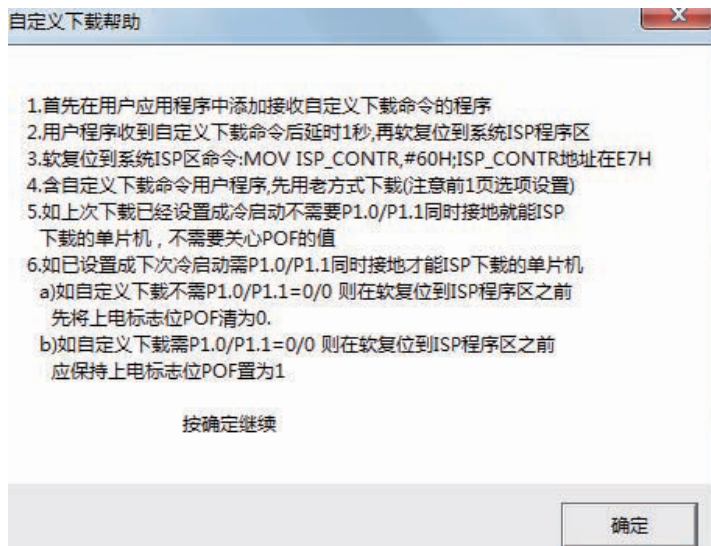 自定义下载帮助
1.首先在用户应用程序中添加接收自定义下载命令的程序
2.用户程序收到自定义下载命令后延时1秒,再软复位到系统ISP程序区
3.软复位到系统ISP区命令:MOV ISP_CONTR,#60H;ISP_CONTR地址在E7H
4.含自定义下载命令用户程序,先用老方式下载(注意前1页选项设置)
5.如上次下载已经设置成冷启动不需要P1.0/P1.1同时接地就能ISP
下载的单片机，不需要关心POF的值
6.如已设置成下次冷启动需P1.0/P1.1同时接地才能ISP下载的单片机
a)如自定义下载不需P1.0/P1.1=0/0 则在软复位到ISP程序区之前
先将上电标志位POF清为0.
b)如自定义下载需P1.0/P1.1=0/0 则在软复位到ISP程序区之前
应保持上电标志位POF置为1
按确定继续
确定